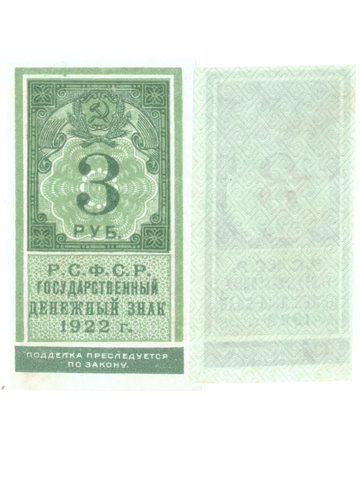 3
РУБ.
Р.С.Ф.С.Р.
ГОСУДАРСТВЕННЫЙ
ДЕНЕЖНЫЙ ЗНАК
1922 г.
ПОДДЕЛКА ПРЕСЛЕДУЕТСЯ
ПО ЗАКОНУ.